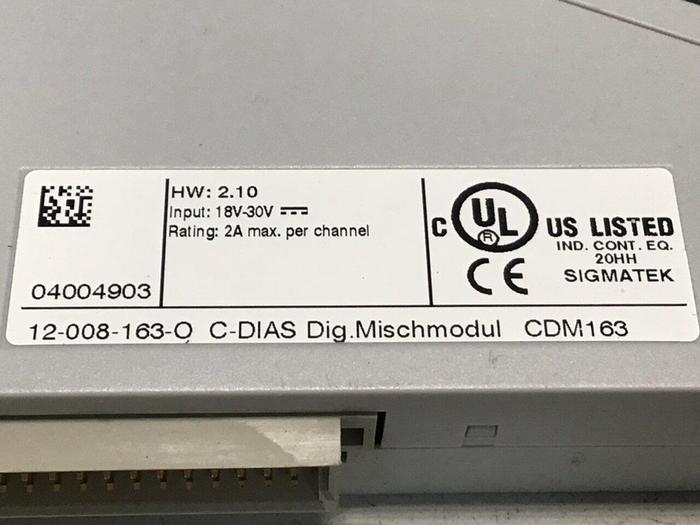 04004903
HW: 2.10
Input: 18V-30V
Rating: 2A max. per channel
C UL US LISTED
®
IND. CONT. EQ.
20HH
CE SIGMATEK
12-008-163-O C-DIAS Dig.Mischmodul CDM163